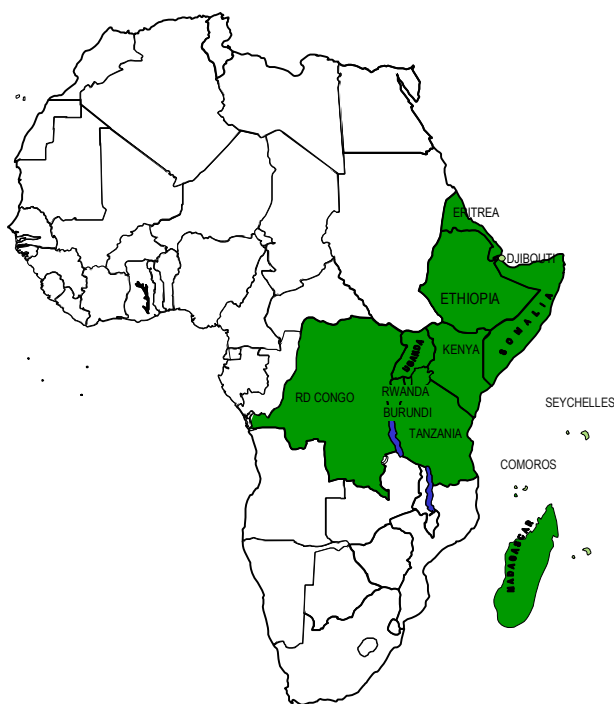 ERITREA
DJIBOUTI
ETHIOPIA
SOMALIA
UGANDA
KENYA
RWANDA
RD CONGO
BURUNDI
TANZANIA
SEYCHELLES
COMOROS
MADAGASCAR